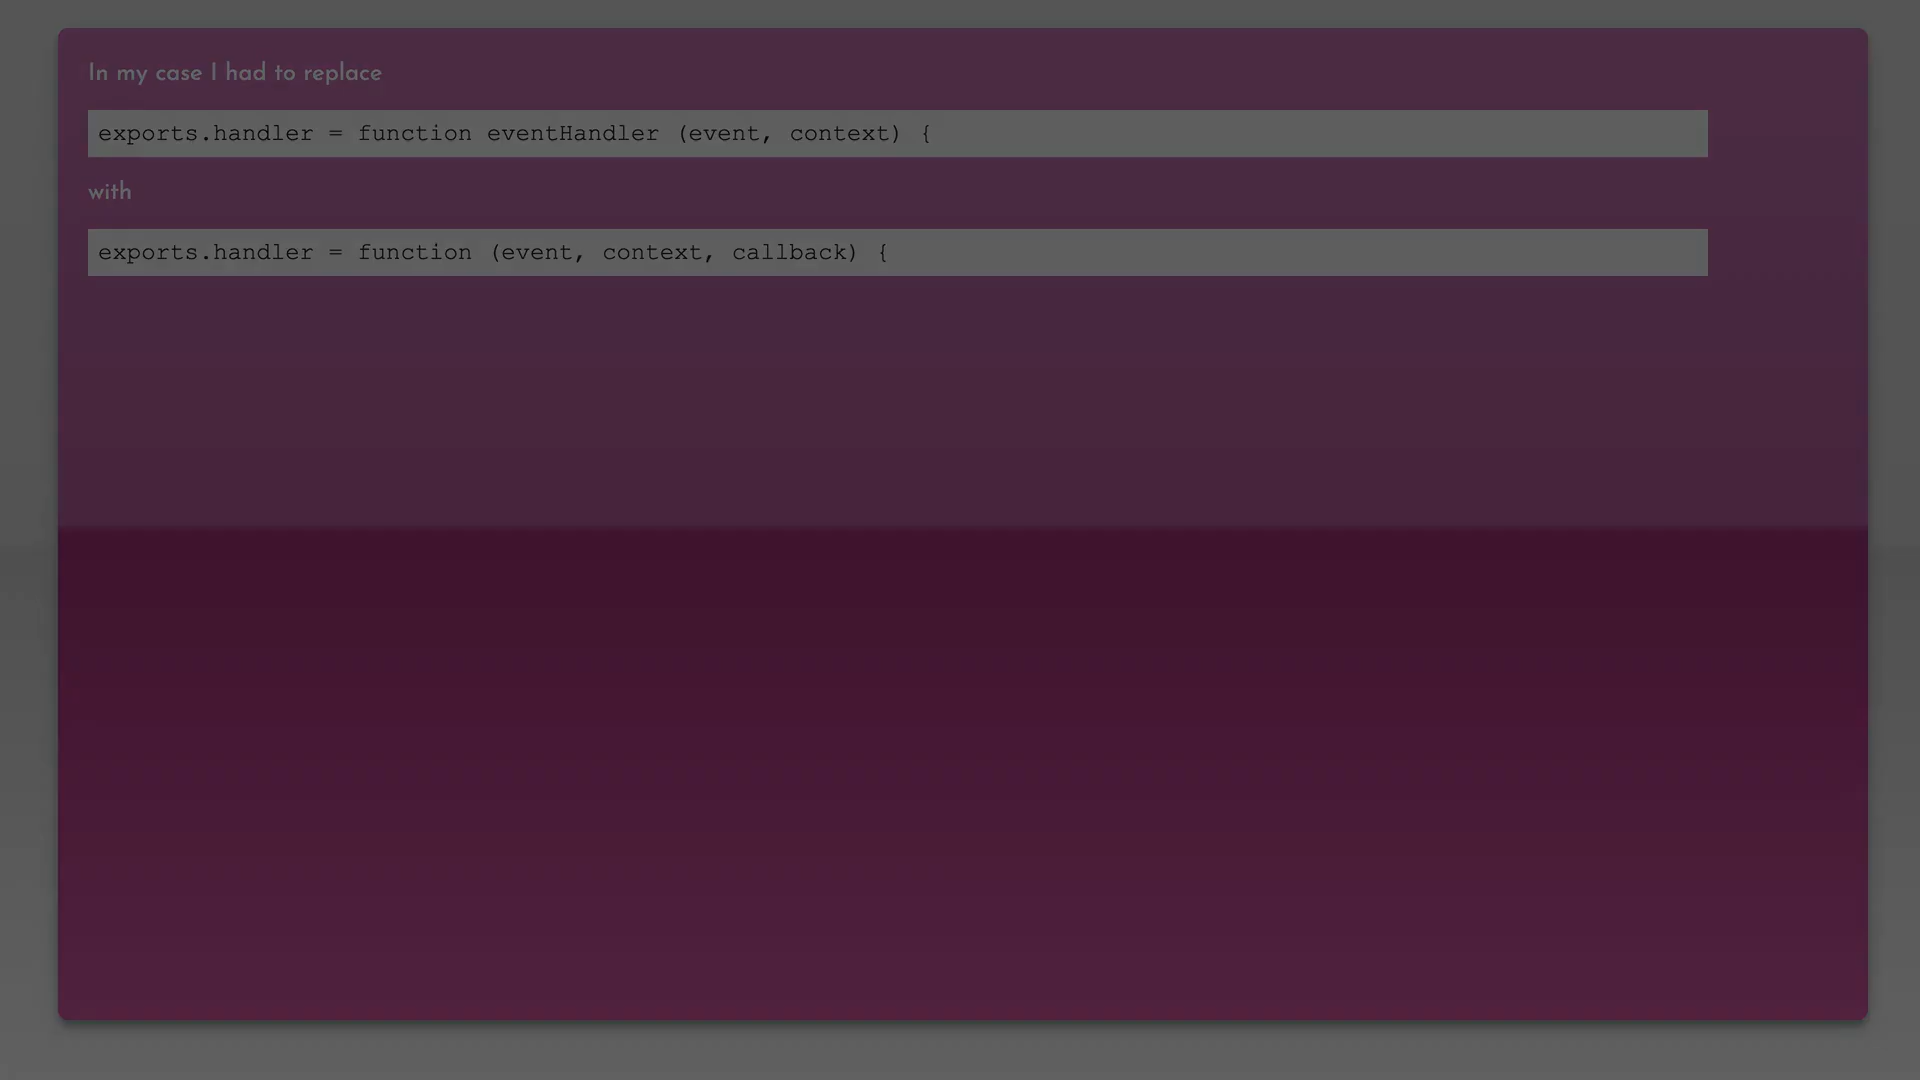 In my case I had to replace
exports.handler = function eventHandler (event, context) {
with
exports.handler = function (event, context, callback) {